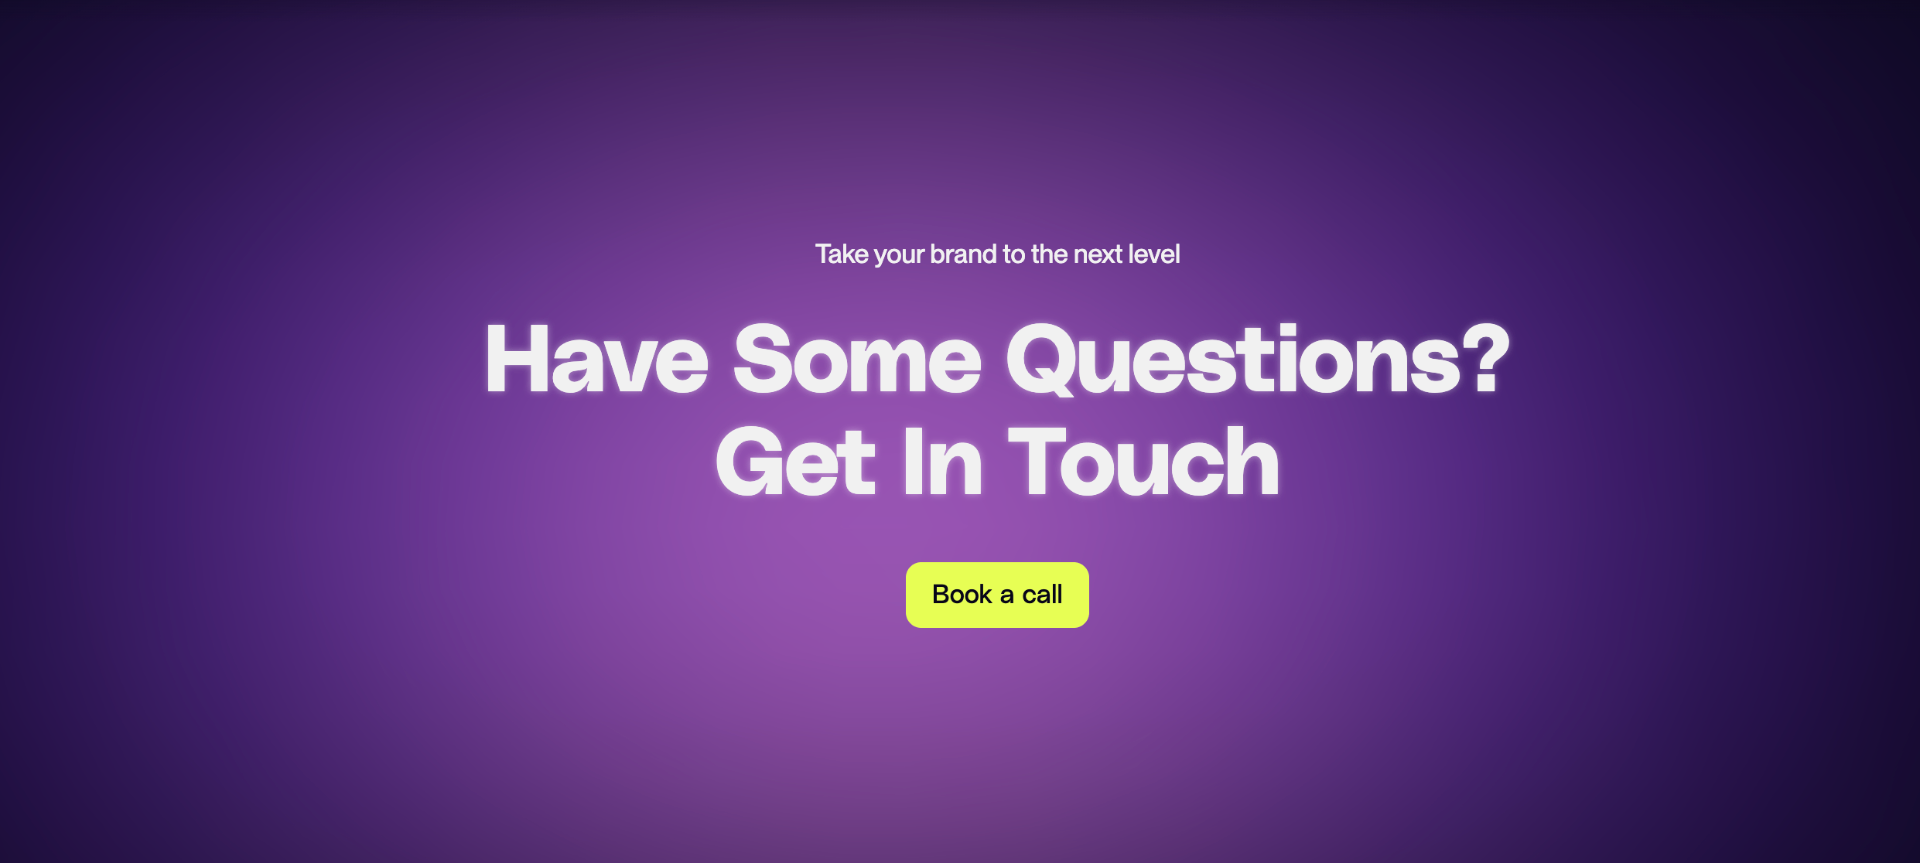 Take your brand to the next level
Have Some Questions?
Get In Touch
Book a call